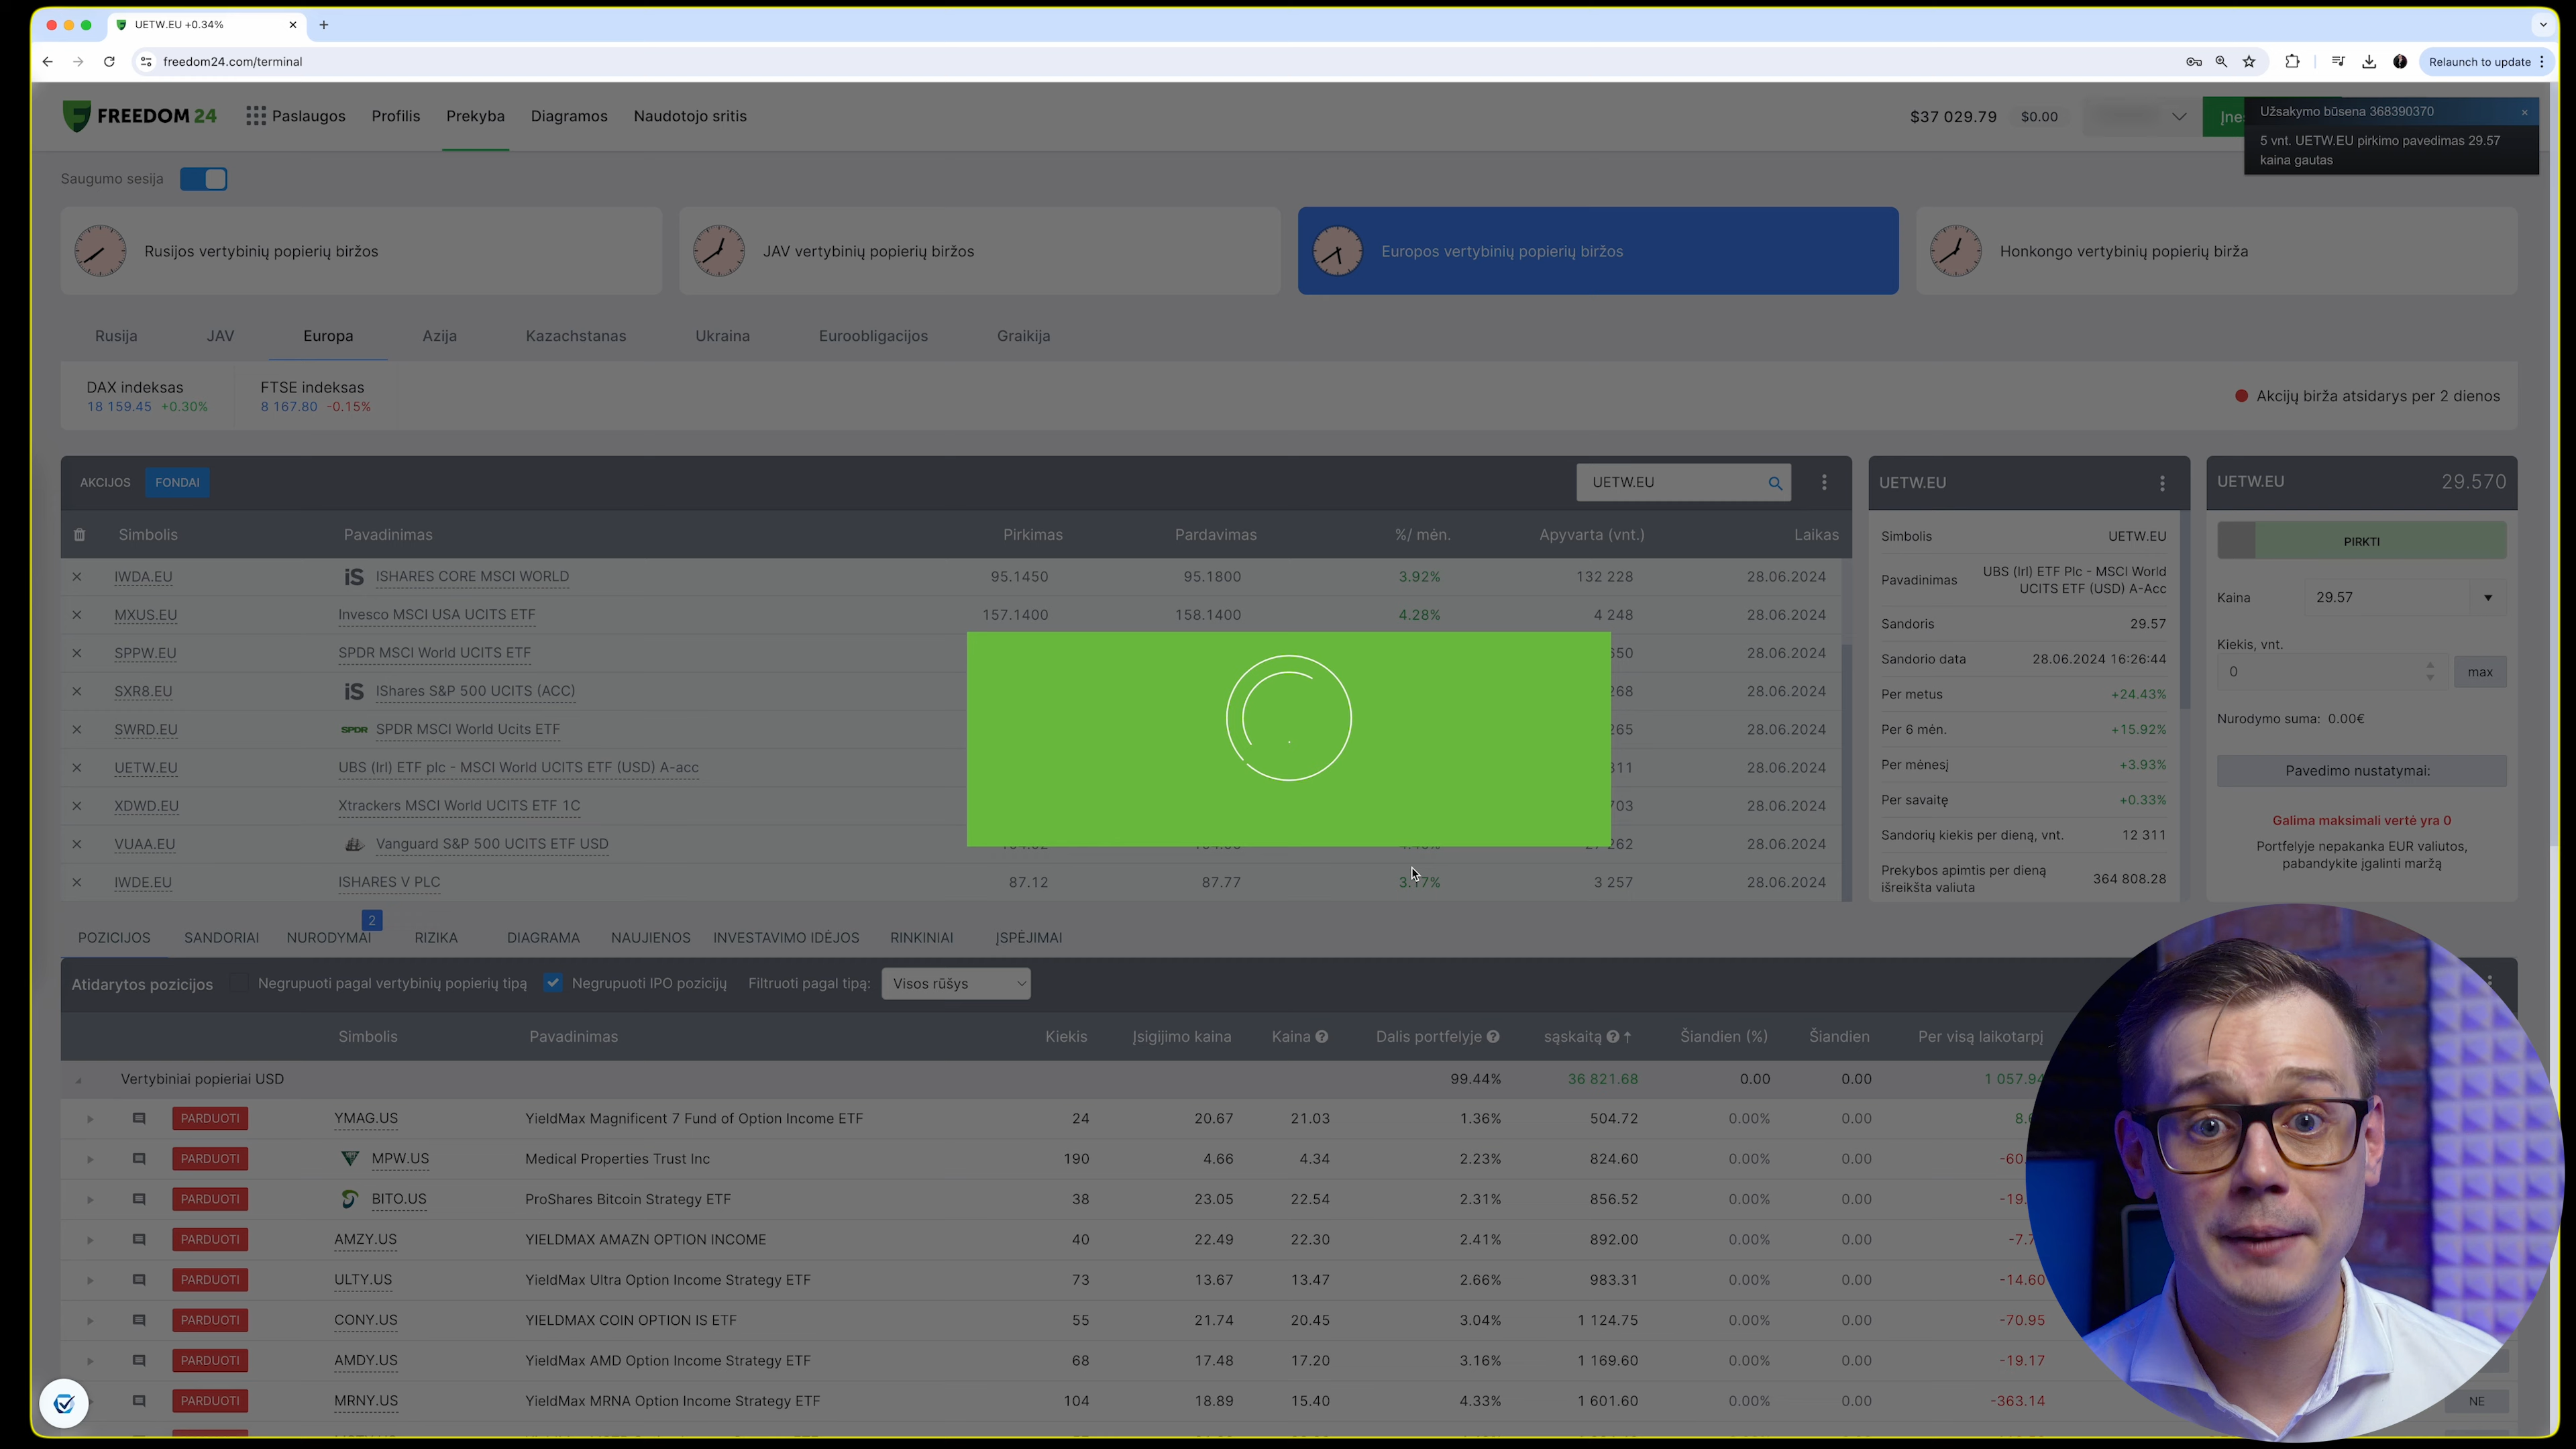 UETW.EU +0.34%
freedom24.com/terminal
Relaunch to update
FREEDOM 24
Paslaugos
Profilis
Prekyba
Diagramos
Naudotojo sritis
$37 029.79
$0.00
Užsakymo būsena 368390370
5 vnt. UETW.EU pirkimo pavedimas 29.57
kaina gautas
Saugumo sesija
Rusijos vertybinių popierių biržos
JAV vertybinių popierių biržos
Europos vertybinių popierių biržos
Honkongo vertybinių popierių birža
Rusija JAV Europa Azija Kazachstanas Ukraina Euroobligacijos Graikija
DAX indeksas FTSE indeksas
18 159.45 +0.30% 8 167.80 -0.15%
Akcijų birža atsidarys per 2 dienos
AKCIJOS FONDAI UETW.EU
Simbolis Pavadinimas Pirkimas Pardavimas %/ mėn. Apyvarta (vnt.) Laikas
IWDA.EU iS ISHARES CORE MSCI WORLD 95.1450 95.1800 3.92% 132 228 28.06.2024
MXUS.EU Invesco MSCI USA UCITS ETF 157.1400 158.1400 4.28% 4 248 28.06.2024
SPPW.EU SPDR MSCI World UCITS ETF 28.06.2024
SXR8.EU iS IShares S&P 500 UCITS (ACC) 28.06.2024
SWRD.EU SPDR SPDR MSCI World Ucits ETF 28.06.2024
UETW.EU UBS (Irl) ETF plc - MSCI World UCITS ETF (USD) A-acc 28.06.2024
XDWD.EU Xtrackers MSCI World UCITS ETF 1C 28.06.2024
VUAA.EU Vanguard S&P 500 UCITS ETF USD 28.06.2024
IWDE.EU ISHARES V PLC 87.12 87.77 3.17% 3 257 28.06.2024
UETW.EU
Simbolis UETW.EU
Pavadinimas UBS (Irl) ETF Plc - MSCI World
UCITS ETF (USD) A-Acc
Sandoris 29.57
Sandorio data 28.06.2024 16:26:44
Per metus +24.43%
Per 6 mėn. +15.92%
Per mėnesį +3.93%
Per savaitę +0.33%
Sandorių kiekis per dieną, vnt. 12 311
Prekybos apimtis per dieną
išreikšta valiuta 364 808.28
UETW.EU 29.570
PIRKTI
Kaina 29.57
Kiekis, vnt.
0 max
Nurodymo suma: 0.00€
Pavedimo nustatymai:
Galima maksimali vertė yra 0
Portfelyje nepakanka EUR valiutos,
pabandykite įgalinti maržą
2
POZICIJOS SANDORIAI NURODYMAI RIZIKA DIAGRAMA NAUJIENOS INVESTAVIMO IDĖJOS RINKINIAI ĮSPĖJIMAI
Atidarytos pozicijos Negrupuoti pagal vertybinių popierių tipą Negrupuoti IPO pozicijų Filtruoti pagal tipą: Visos rūšys
Simbolis Pavadinimas Kiekis Įsigijimo kaina Kaina Dalis portfelyje sąskaitą ↑ Šiandien (%) Šiandien Per visą laikotarpį
Vertybiniai popieriai USD 99.44% 36 821.68 0.00 0.00 1 057.94
PARDUOTI YMAG.US YieldMax Magnificent 7 Fund of Option Income ETF 24 20.67 21.03 1.36% 504.72 0.00% 0.00
PARDUOTI MPW.US Medical Properties Trust Inc 190 4.66 4.34 2.23% 824.60 0.00% 0.00
PARDUOTI BITO.US ProShares Bitcoin Strategy ETF 38 23.05 22.54 2.31% 856.52 0.00% 0.00
PARDUOTI AMZY.US YIELDMAX AMAZN OPTION INCOME 40 22.49 22.30 2.41% 892.00 0.00% 0.00
PARDUOTI ULTY.US YieldMax Ultra Option Income Strategy ETF 73 13.67 13.47 2.66% 983.31 0.00% 0.00 -14.60
PARDUOTI CONY.US YIELDMAX COIN OPTION IS ETF 55 21.74 20.45 3.04% 1 124.75 0.00% 0.00 -70.95
PARDUOTI AMDY.US YieldMax AMD Option Income Strategy ETF 68 17.48 17.20 3.16% 1 169.60 0.00% 0.00 -19.17
PARDUOTI MRNY.US YieldMax MRNA Option Income Strategy ETF 104 18.89 15.40 4.33% 1 601.60 0.00% 0.00 -363.14 NE